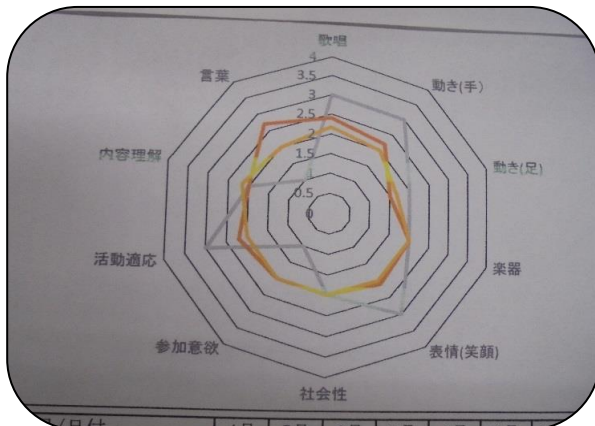 歌唱
4
3.5
3
2.5
2
1.5
1
0.5
0
動き(手)
動き(足)
楽器
表情(笑顔)
社会性
参加意欲
活動適応
内容理解
言葉